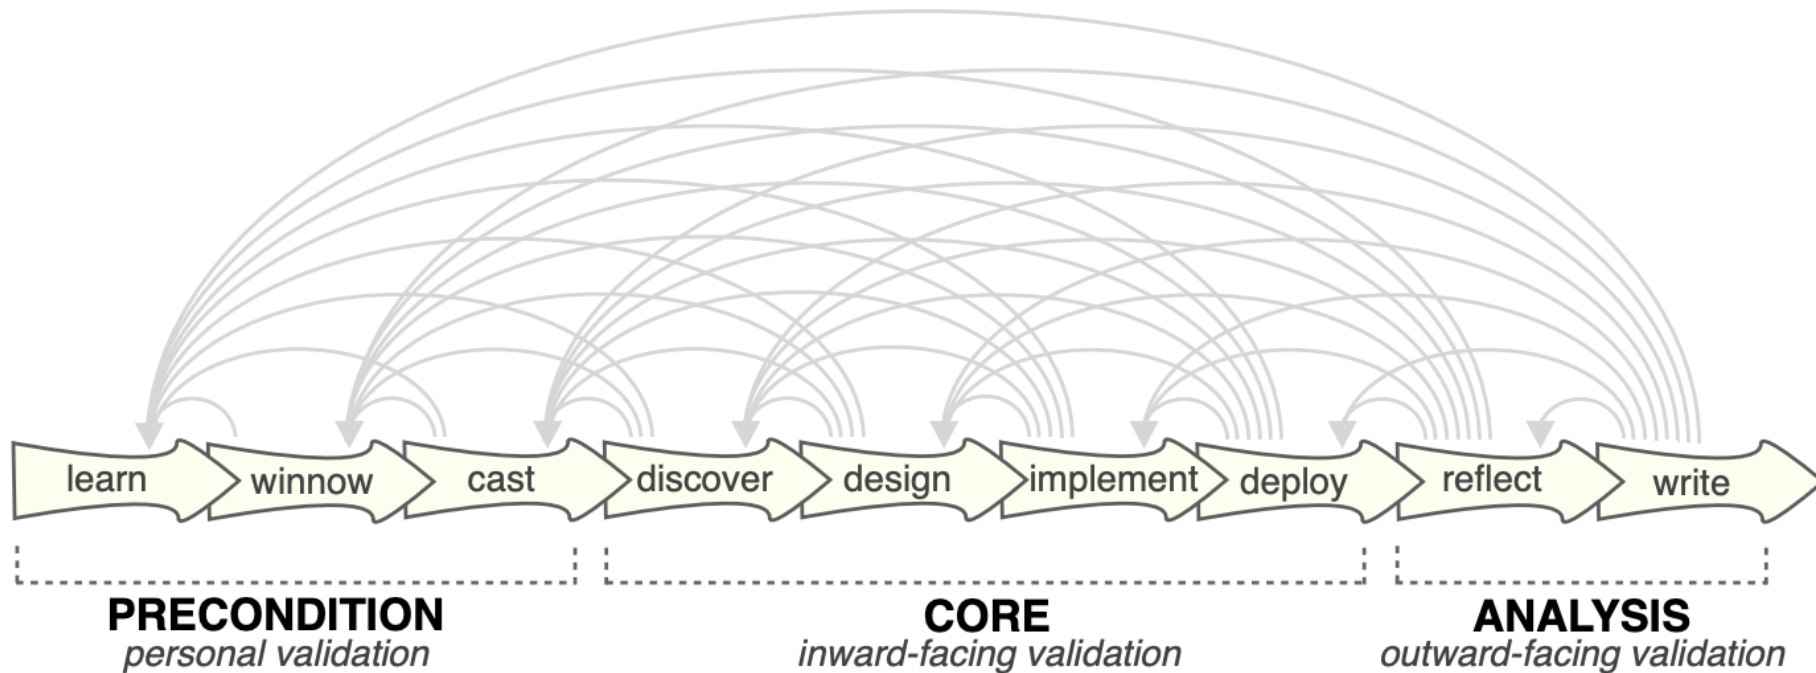 learn
winnow
cast
discover
design
implement
deploy
reflect
write
PRECONDITION
personal validation
CORE
inward-facing validation
ANALYSIS
outward-facing validation